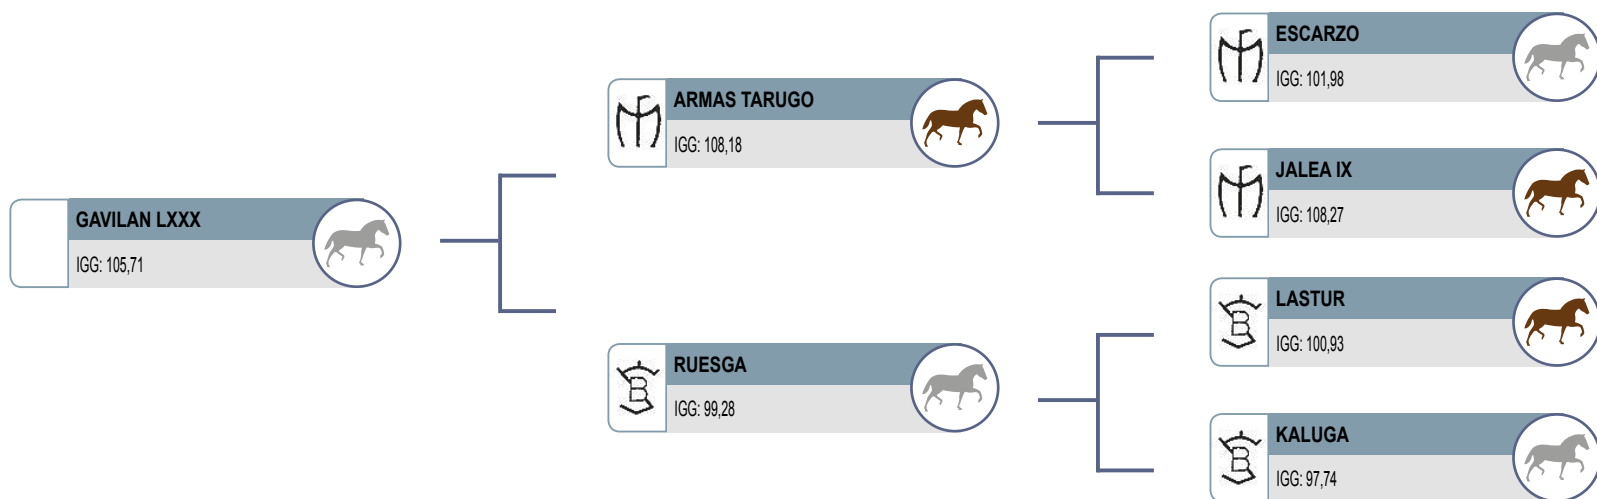 GAVILAN LXXX
IGG: 105,71
ARMAS TARUGO
IGG: 108,18
RUESGA
IGG: 99,28
ESCARZO
IGG: 101,98
JALEA IX
IGG: 108,27
LASTUR
IGG: 100,93
KALUGA
IGG: 97,74